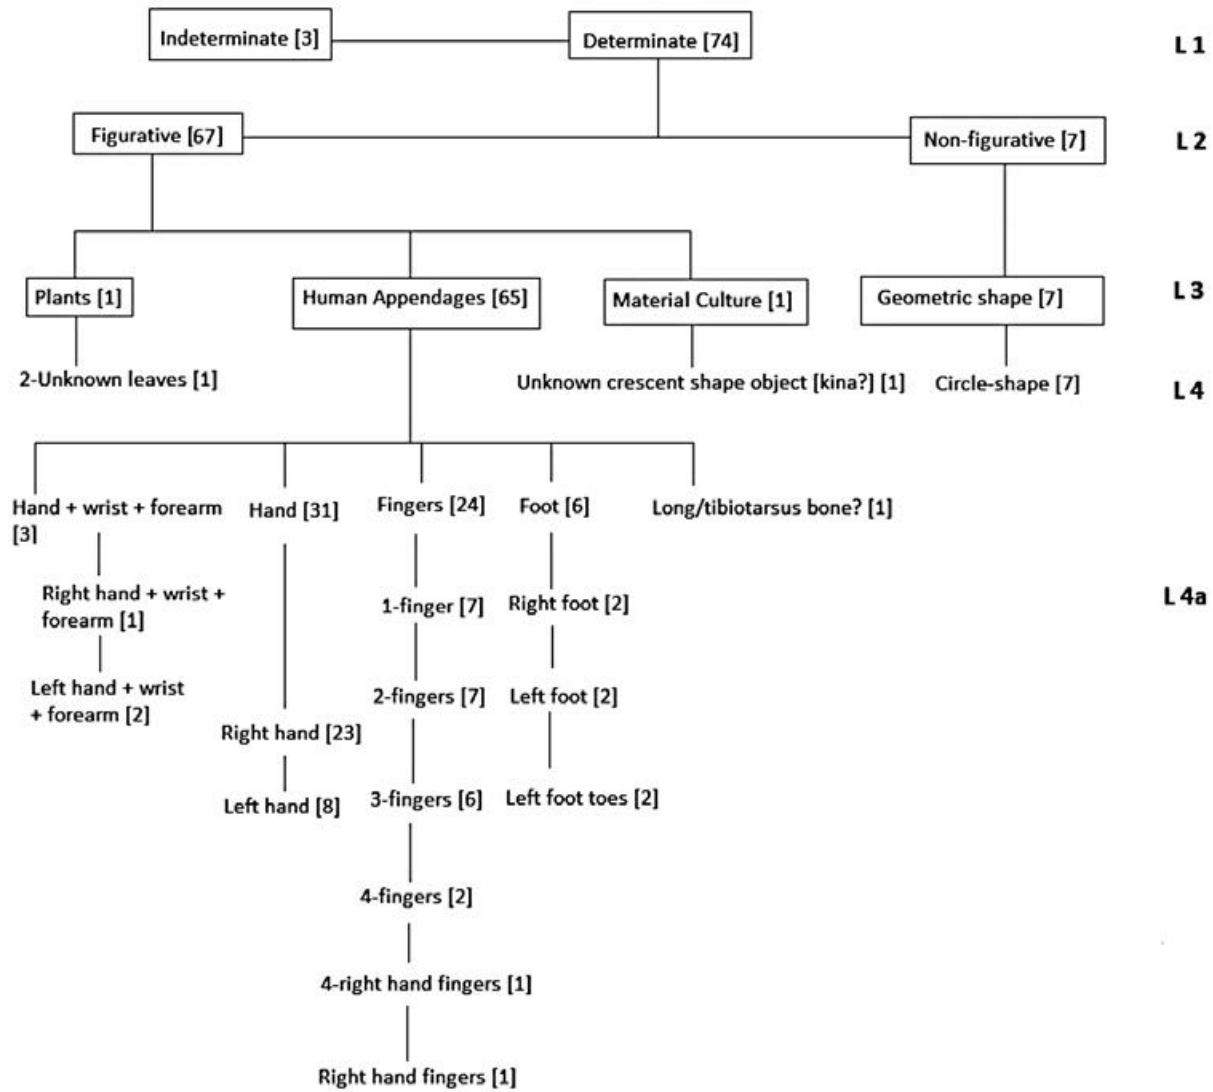 Indeterminate [3]
Determinate [74]
L 1
Figurative [67]
Non-figurative [7]
L 2
Plants [1]
Human Appendages [65]
Material Culture [1]
Geometric shape [7]
L 3
2-Unknown leaves [1]
Unknown crescent shape object [kina?] [1]
Circle-shape [7]
L 4
Hand + wrist + forearm
[3]
Hand [31]
Fingers [24]
Foot [6]
Long/tibiotarsus bone? [1]
Right hand + wrist +
forearm [1]
1-finger [7]
Right foot [2]
L 4a
Left hand + wrist
+ forearm [2]
2-fingers [7]
Left foot [2]
Right hand [23]
Left hand [8]
3-fingers [6]
Left foot toes [2]
4-fingers [2]
4-right hand fingers [1]
Right hand fingers [1]